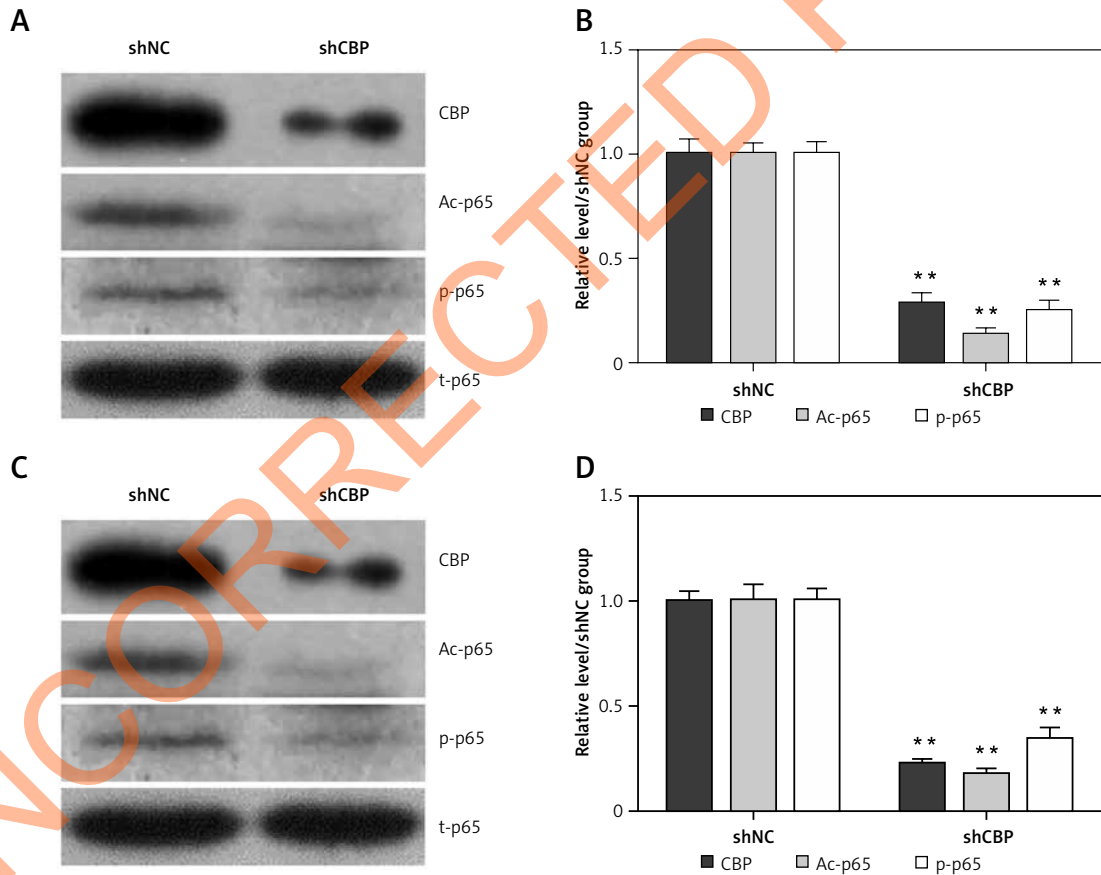 A
shNC shCBP
CBP
Ac-p65
p-p65
t-p65
B
Relative level/shNC group
1.5
1.0
0.5
0
** ** **
shNC shCBP
CBP Ac-p65 p-p65
C
shNC shCBP
CBP
Ac-p65
p-p65
t-p65
D
Relative level/shNC group
1.5
1.0
0.5
0
** ** **
shNC shCBP
CBP Ac-p65 p-p65
NCORRECTED